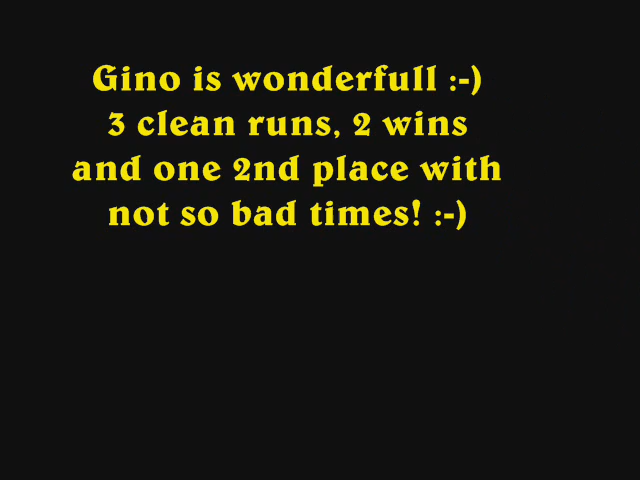 Gino is wonderfull :-)
3 clean runs, 2 wins
and one 2nd place with
not so bad times! :-)